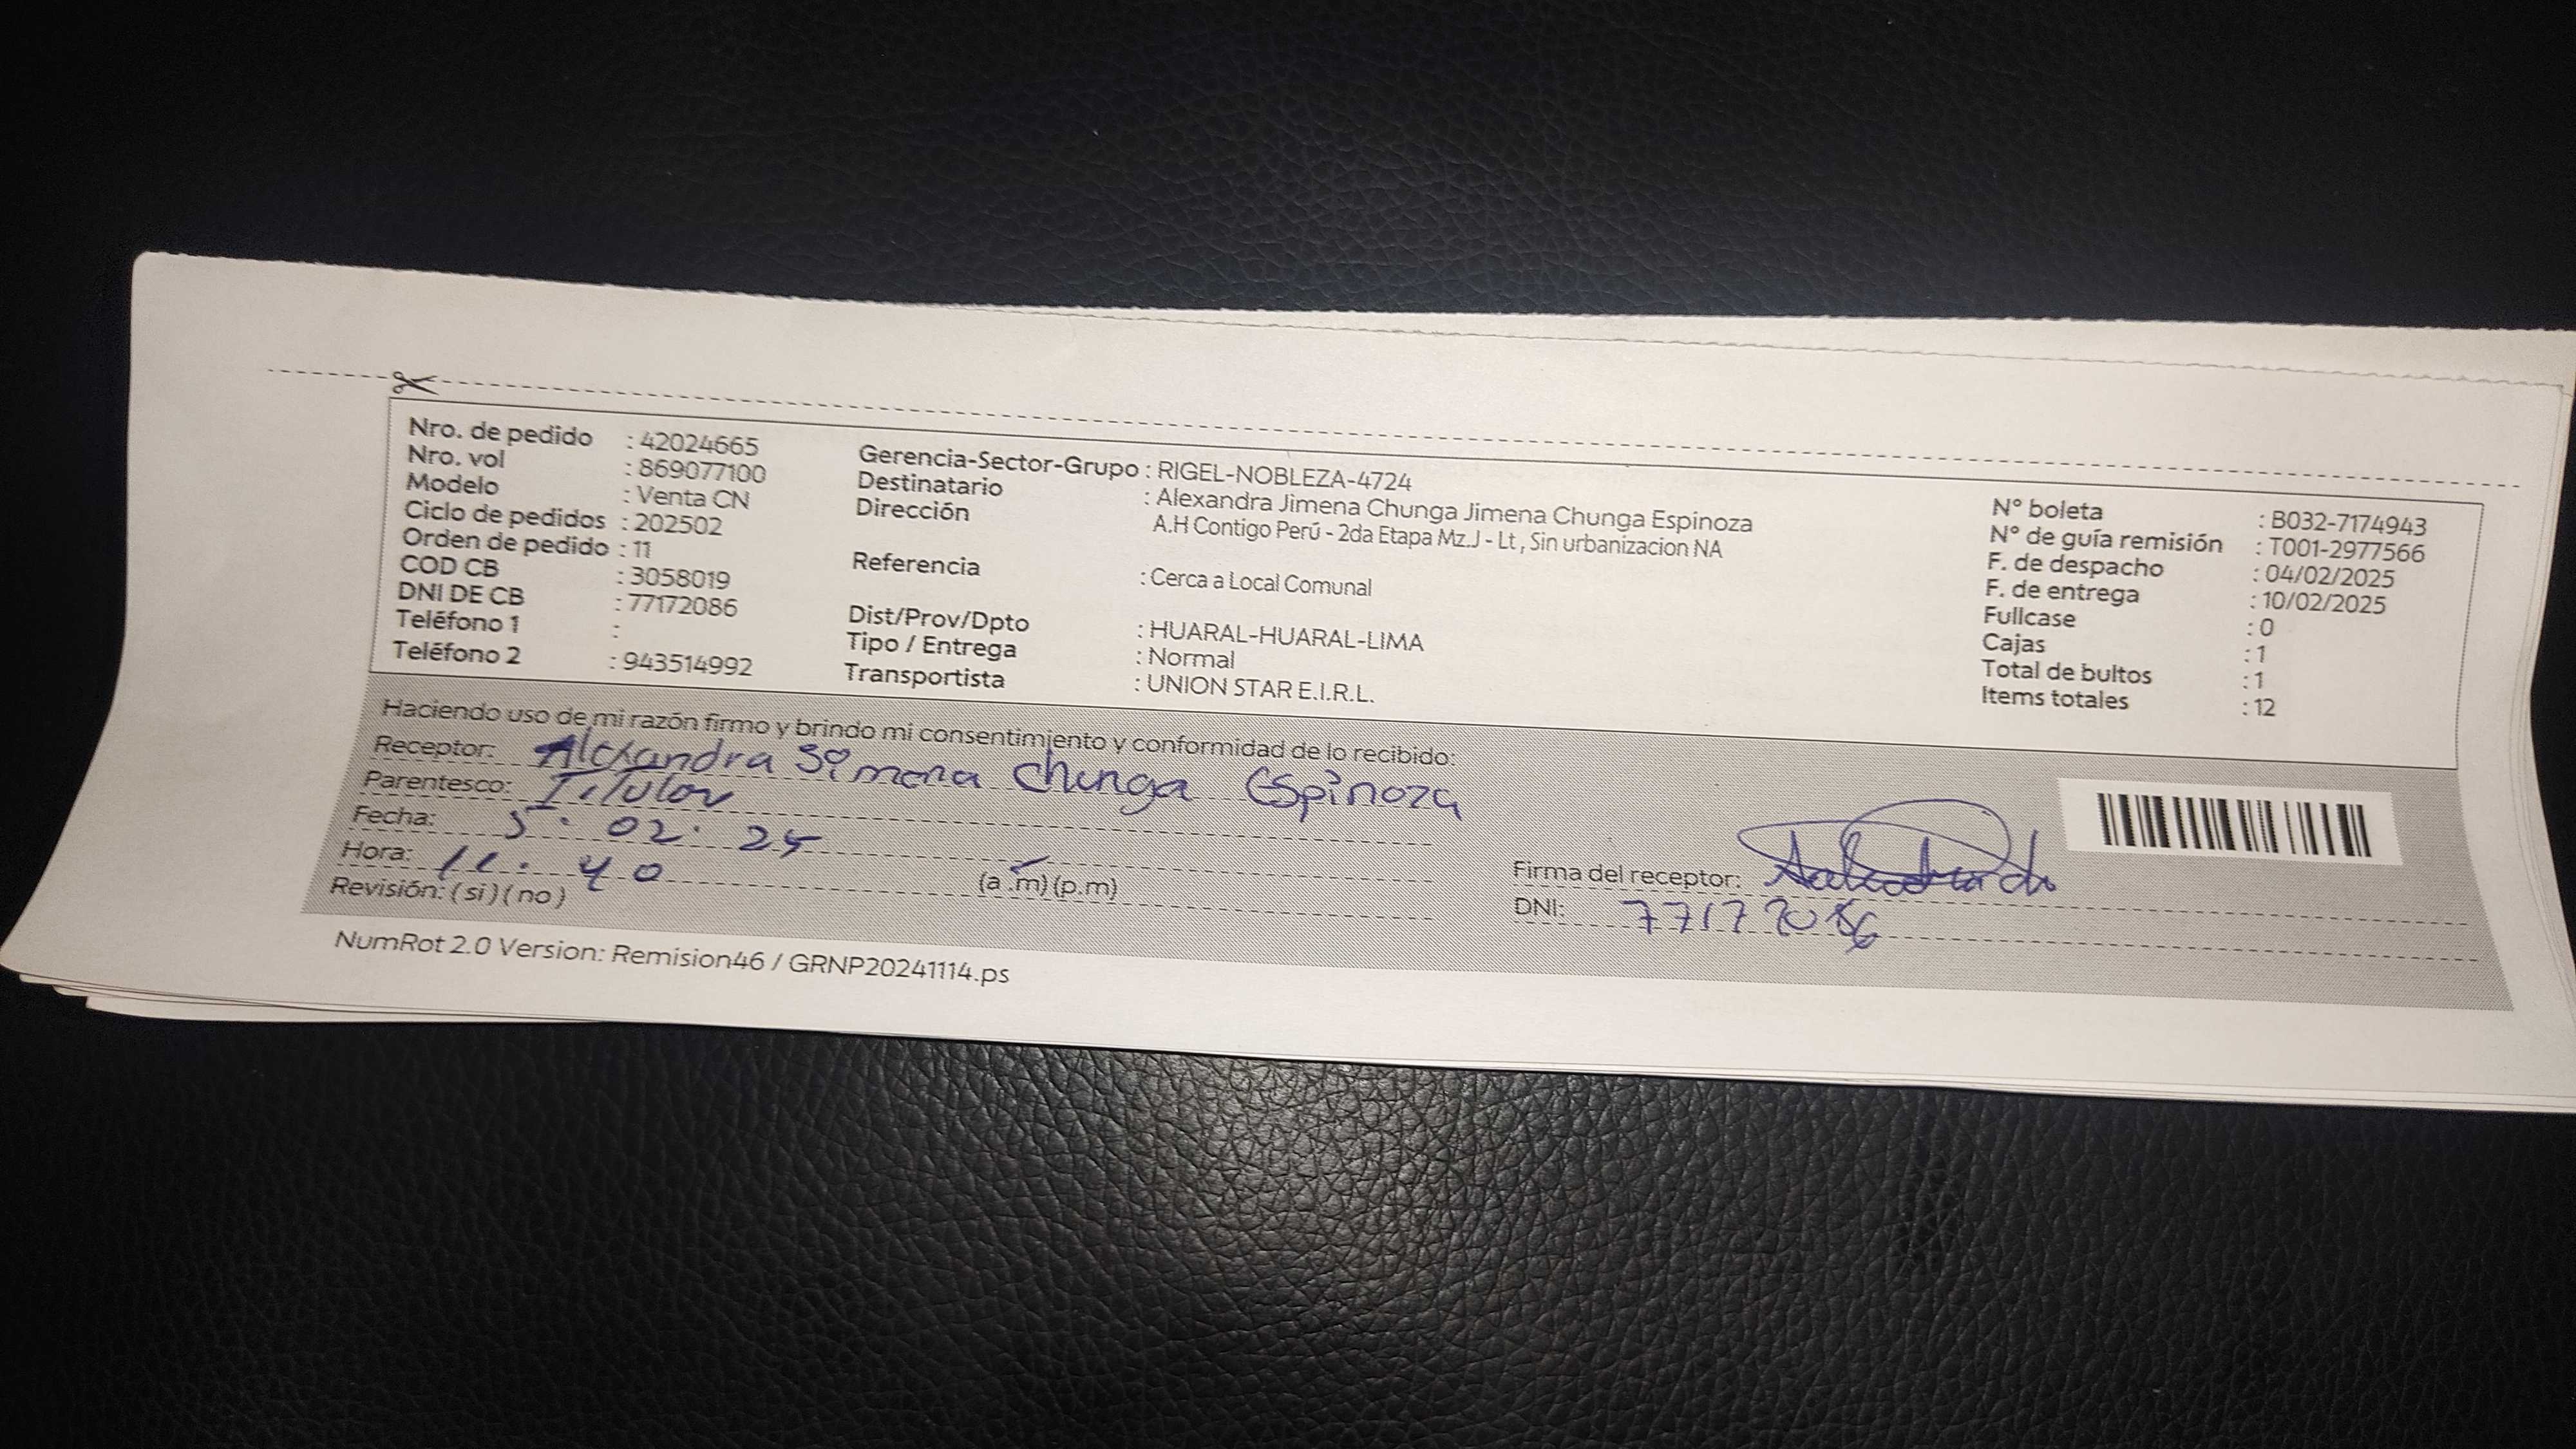 Nro. de pedido : 42024665
Nro. vol : 869077100
Modelo : Venta CN
Ciclo de pedidos : 202502
Orden de pedido : 11
COD CB : 3058019
DNI DE CB : 77172086
Teléfono 1 :
Teléfono 2 : 943514992
Gerencia-Sector-Grupo : RIGEL-NOBLEZA-4724
Destinatario : Alexandra Jimena Chunga Jimena Chunga Espinoza
Dirección A.H Contigo Perú - 2da Etapa Mz.J - Lt , Sin urbanizacion NA
Referencia : Cerca a Local Comunal
Dist/Prov/Dpto : HUARAL-HUARAL-LIMA
Tipo / Entrega : Normal
Transportista : UNION STAR E.I.R.L.
N° boleta : B032-7174943
N° de guía remisión : T001-2977566
F. de despacho : 04/02/2025
F. de entrega : 10/02/2025
Fullcase : 0
Cajas : 1
Total de bultos : 1
Items totales : 12
Haciendo uso de mi razón firmo y brindo mi consentimiento y conformidad de lo recibido:
Receptor: Alexandra Chunga Espinoza
Parentesco: Titular
Fecha: 5 · 02 · 25
Hora: 11 · 40 (a.m) (p.m)
Revisión: ( si ) ( no )
Firma del receptor:
DNI: 77172086
NumRot 2.0 Version: Remision46 / GRNP20241114.ps